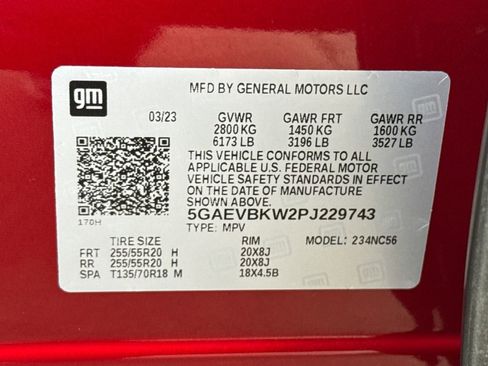 gm
MFD BY GENERAL MOTORS LLC
03/23 GVWR GAWR FRT GAWR RR
2800 KG 1450 KG 1600 KG
6173 LB 3196 LB 3527 LB
THIS VEHICLE CONFORMS TO ALL
APPLICABLE U.S. FEDERAL MOTOR
VEHICLE SAFETY STANDARDS IN EFFECT
ON THE DATE OF MANUFACTURE
SHOWN ABOVE
170H 5GAEVBKW2PJ229743
TYPE: MPV
TIRE SIZE RIM MODEL: 234NC56
FRT 255/55R20 H 20X8J
RR 255/55R20 H 20X8J
SPA T135/70R18 M 18X4.5B